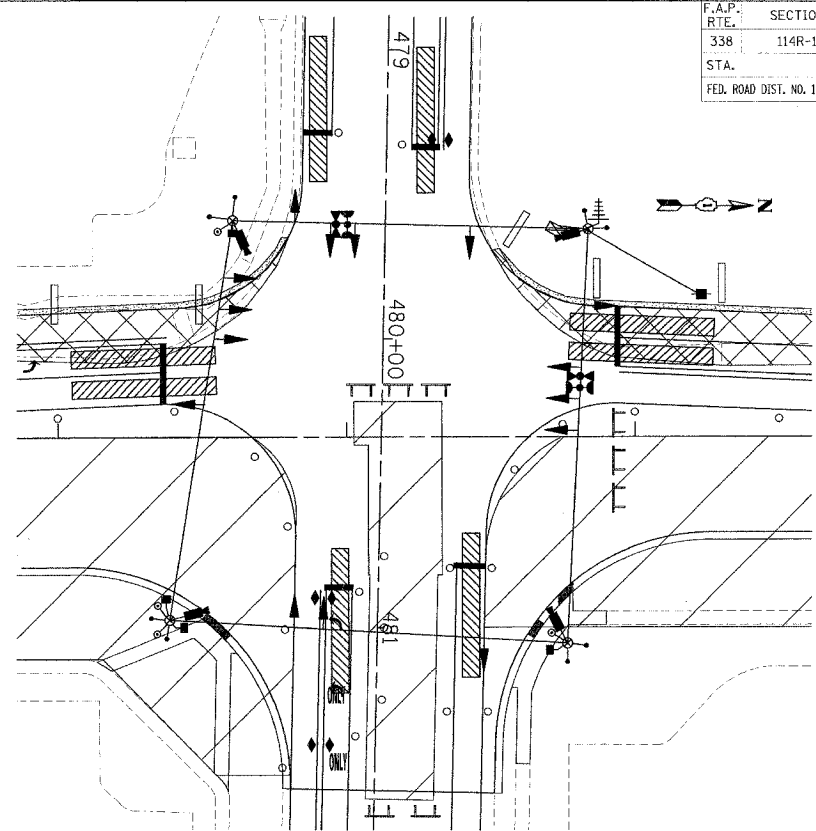 F.A.P. RTE. SECTIO
338 114R-1
STA.
FED. ROAD DIST. NO. 1
479
N
480+00
481
ONLY
ONLY